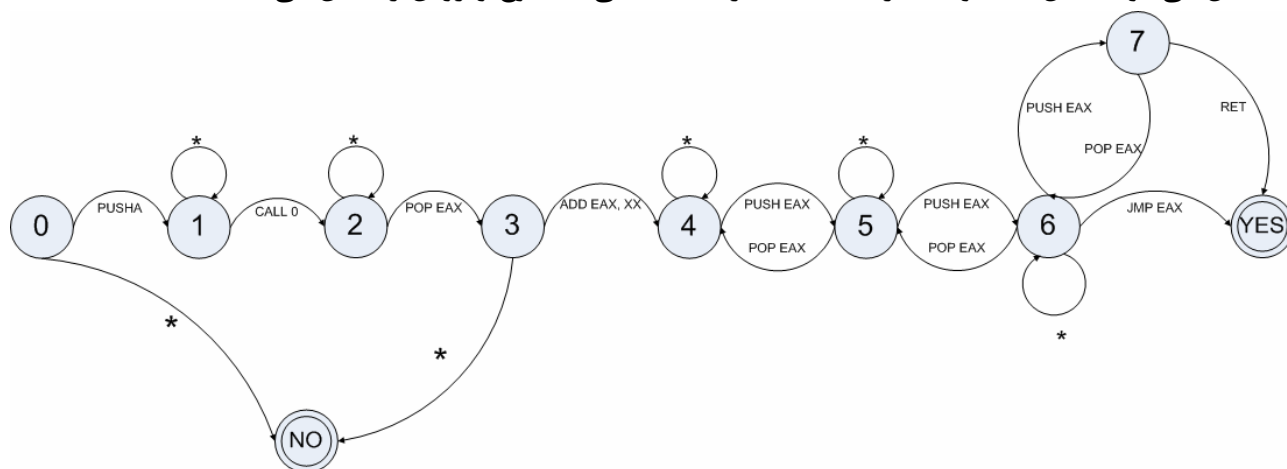 7
PUSH EAX
RET
POP EAX
* * * *
PUSHA CALL 0 POP EAX ADD EAX, XX PUSH EAX PUSH EAX JMP EAX
0 1 2 3 4 5 6 YES
POP EAX POP EAX
* * *
NO